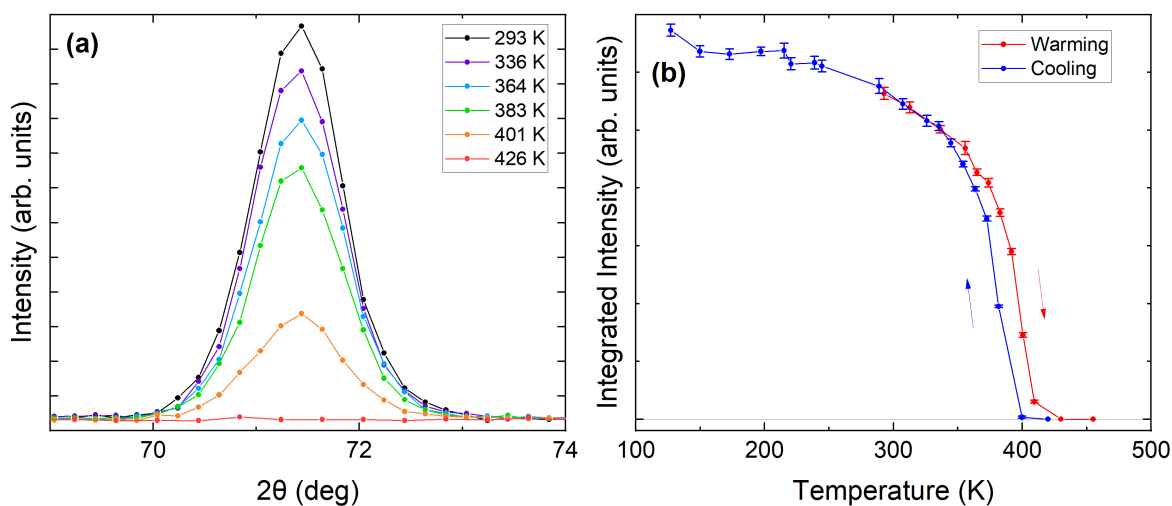 (a)
293 K
336 K
364 K
383 K
401 K
426 K
Intensity (arb. units)
70
72
74
2θ (deg)
(b)
Warming
Cooling
Integrated Intensity (arb. units)
100
200
300
400
500
Temperature (K)